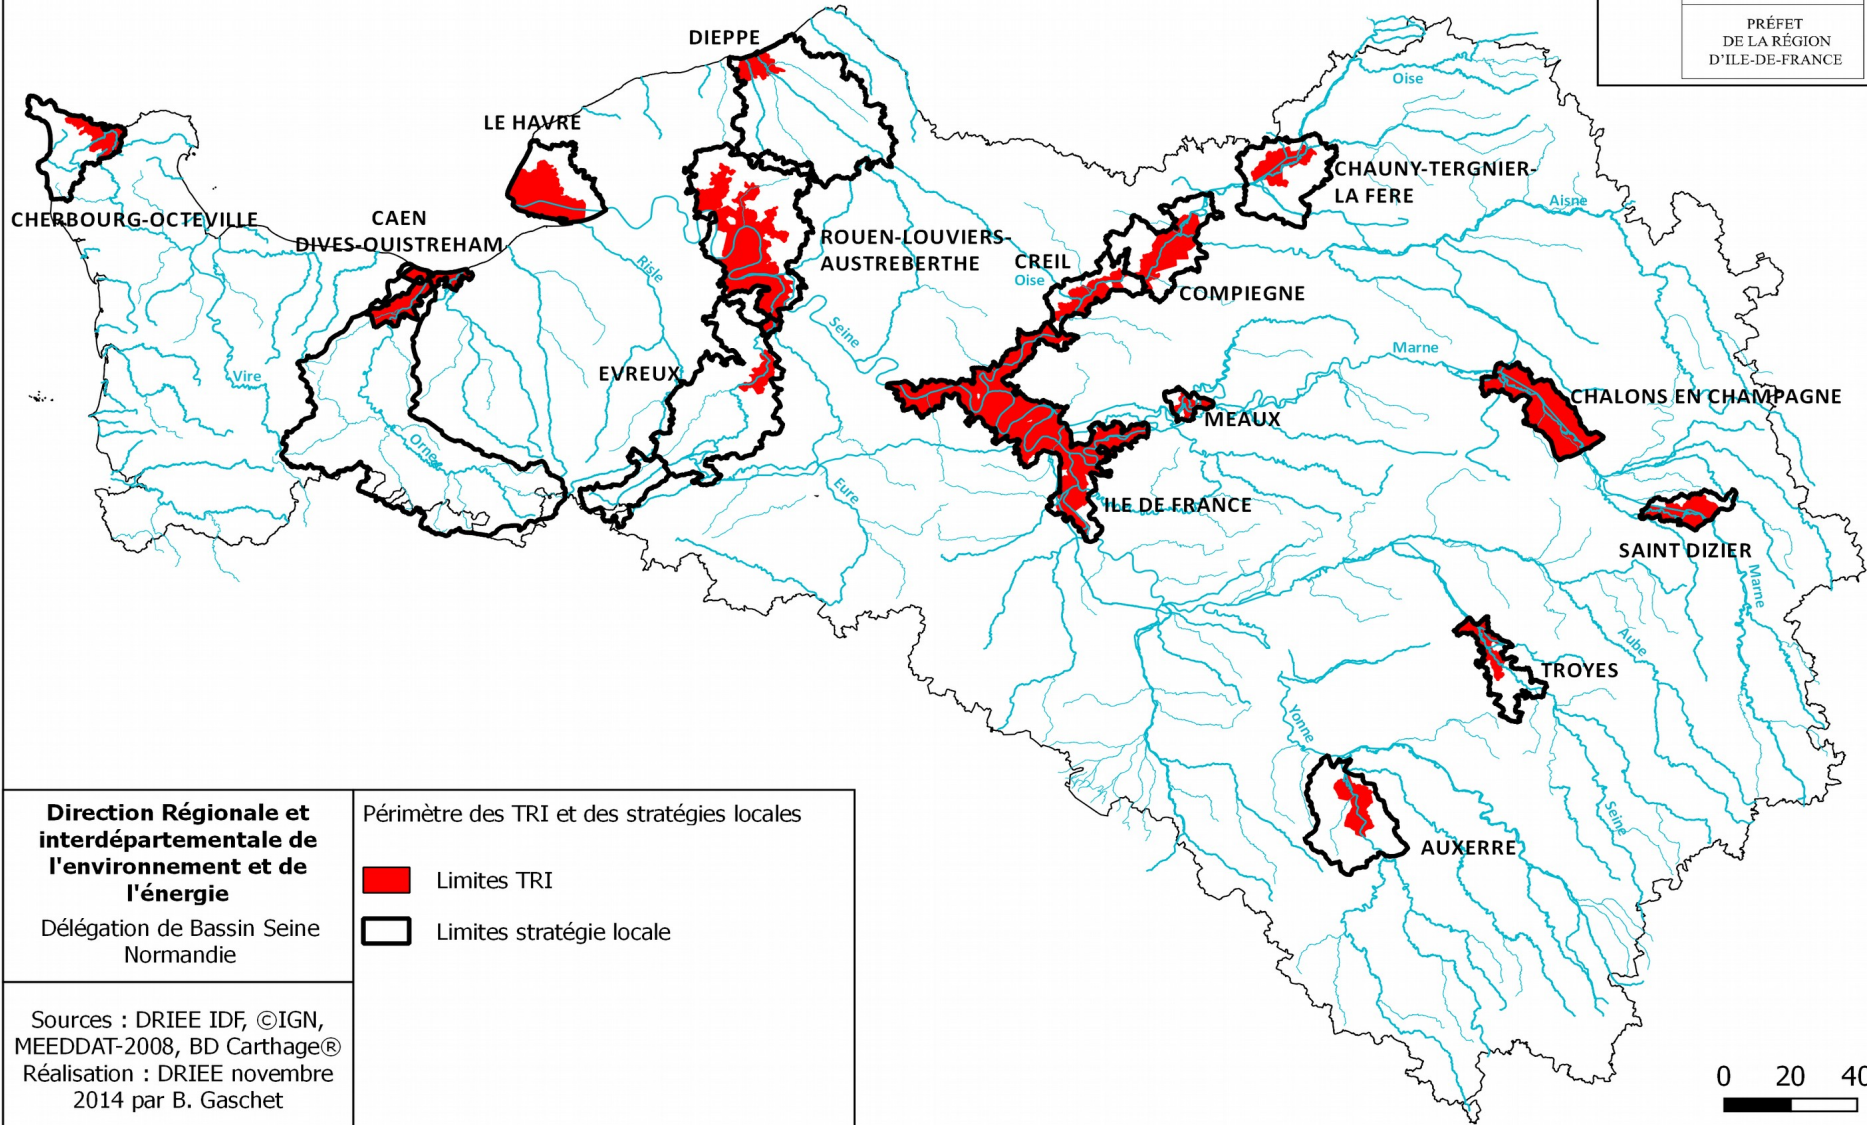 PRÉFET
DE LA RÉGION
D'ILE-DE-FRANCE
DIEPPE
Oise
LE HAVRE
CHAUNY-TERGNIER-
LA FERE
Aisne
CHERBOURG-OCTEVILLE
CAEN
DIVES-OUISTREHAM
Risle
ROUEN-LOUVIERS-
AUSTREBERTHE
CREIL
Oise
COMPIEGNE
Seine
Marne
Vire
EVREUX
CHALONS EN CHAMPAGNE
MEAUX
Orne
Eure
ILE DE FRANCE
SAINT DIZIER
Marne
Aube
TROYES
Yonne
Seine
AUXERRE
Direction Régionale et
interdépartementale de
l'environnement et de
l'énergie
Délégation de Bassin Seine
Normandie
Sources : DRIEE IDF, ©IGN,
MEEDDAT-2008, BD Carthage®
Réalisation : DRIEE novembre
2014 par B. Gaschet
Périmètre des TRI et des stratégies locales
Limites TRI
Limites stratégie locale
0 20 40